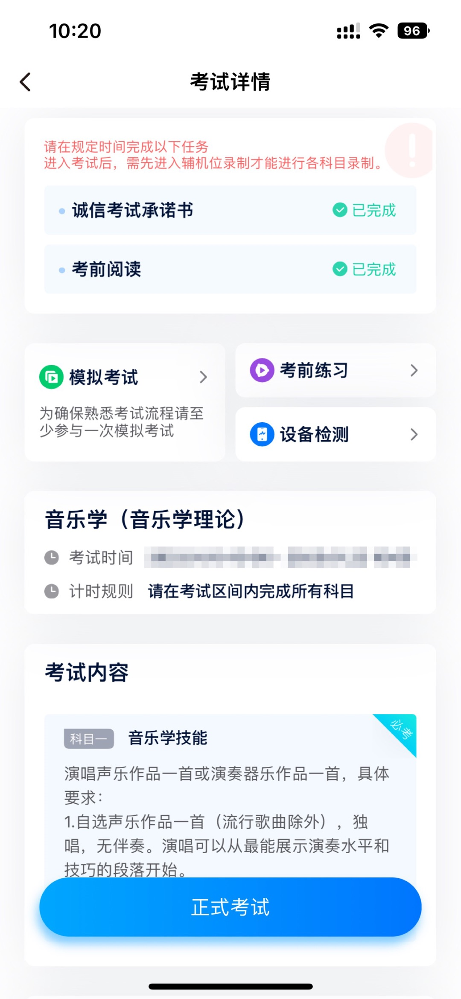 10:20
96
考试详情
请在规定时间完成以下任务
进入考试后，需先进入辅机位录制才能进行各科目录制。
诚信考试承诺书
已完成
考前阅读
已完成
模拟考试
为确保熟悉考试流程请至
少参与一次模拟考试
考前练习
设备检测
音乐学（音乐学理论）
考试时间
计时规则 请在考试区间内完成所有科目
考试内容
必考
科目一 音乐学技能
演唱声乐作品一首或演奏器乐作品一首，具体
要求：
1.自选声乐作品一首（流行歌曲除外），独
唱，无伴奏。演唱可以从最能展示演奏水平和
技巧的段落开始。
正式考试